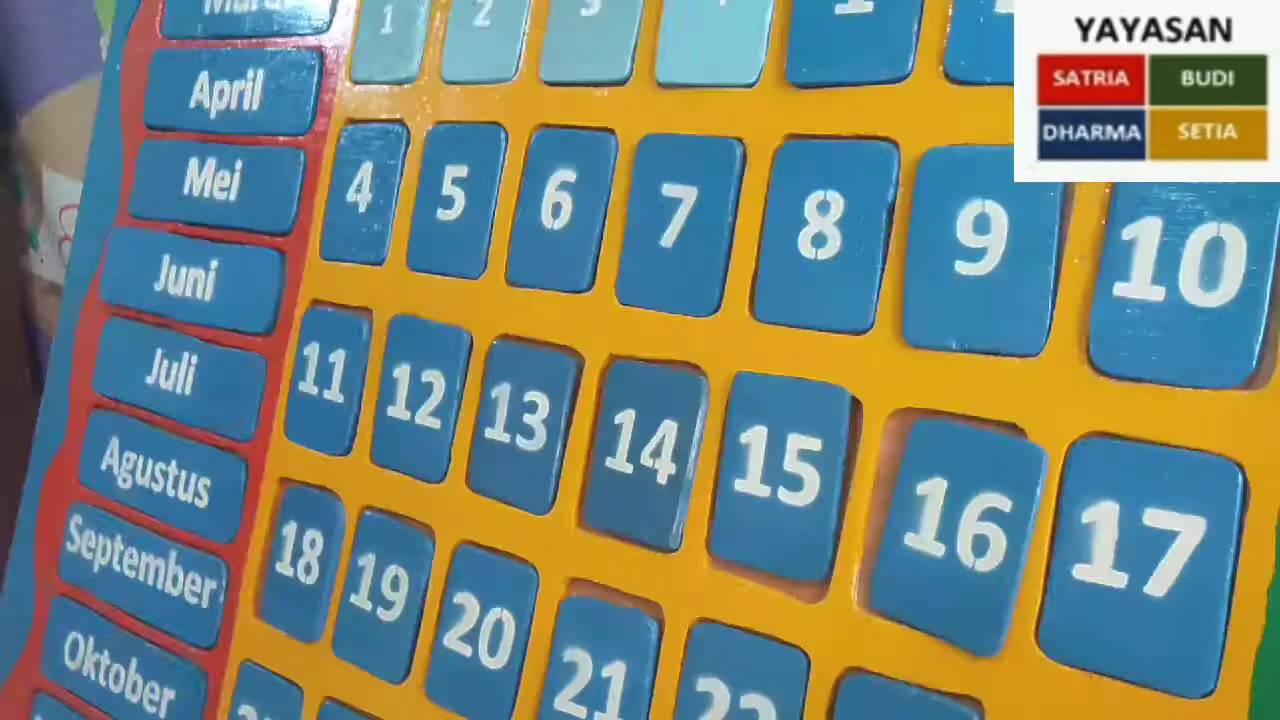 YAYASAN
SATRIA BUDI
DHARMA SETIA
1 2 3
April
Mei 4 5 6 7 8 9 10
Juni
Juli 11 12 13 14 15 16 17
Agustus
September 18 19 20 21 22
Oktober